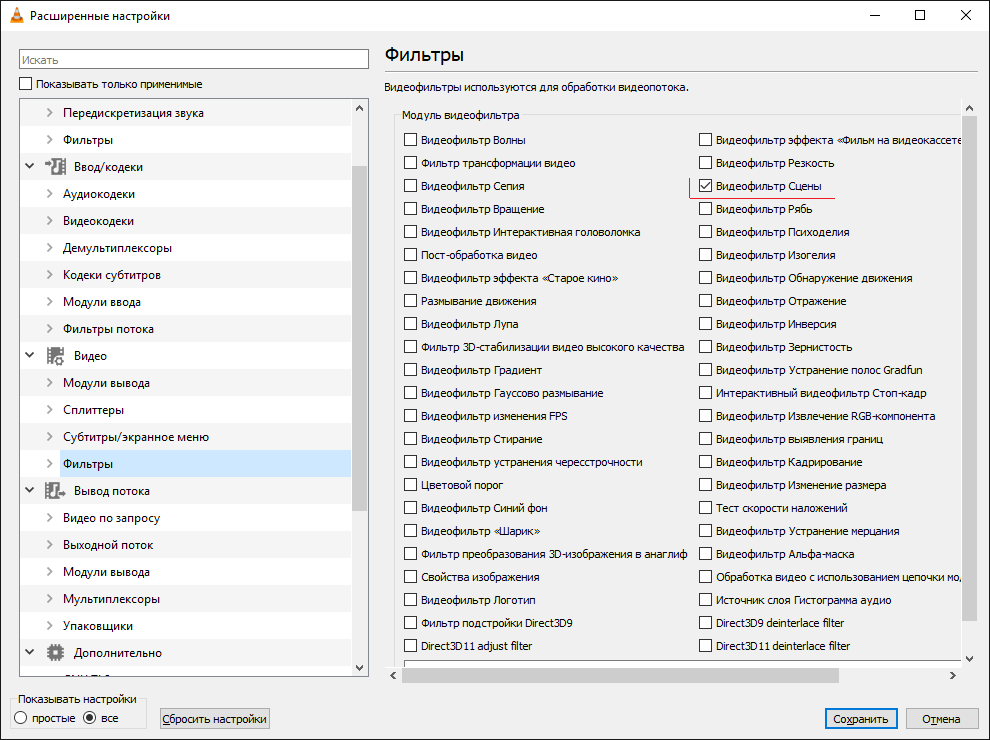 Расширенные настройки
Искать
Показывать только применимые
Передискретизация звука
Фильтры
Ввод/кодеки
Аудиокодеки
Видеокодеки
Демультиплексоры
Кодеки субтитров
Модули ввода
Фильтры потока
Видео
Модули вывода
Сплиттеры
Субтитры/экранное меню
Фильтры
Вывод потока
Видео по запросу
Выходной поток
Модули вывода
Мультиплексоры
Упаковщики
Дополнительно
Фильтры
Видеофильтры используются для обработки видеопотока.
Модуль видеофильтра
Видеофильтр Волны
Фильтр трансформации видео
Видеофильтр Сепия
Видеофильтр Вращение
Видеофильтр Интерактивная головоломка
Пост-обработка видео
Видеофильтр эффекта «Старое кино»
Размывание движения
Видеофильтр Лупа
Фильтр 3D-стабилизации видео высокого качества
Видеофильтр Градиент
Видеофильтр Гауссово размывание
Видеофильтр изменения FPS
Видеофильтр Стирание
Видеофильтр устранения чересстрочности
Цветовой порог
Видеофильтр Синий фон
Видеофильтр «Шарик»
Фильтр преобразования 3D-изображения в анаглиф
Свойства изображения
Видеофильтр Логотип
Фильтр подстройки Direct3D9
Direct3D11 adjust filter
Видеофильтр эффекта «Фильм на видеокассете
Видеофильтр Резкость
Видеофильтр Сцены
Видеофильтр Рябь
Видеофильтр Психоделия
Видеофильтр Изогелия
Видеофильтр Обнаружение движения
Видеофильтр Отражение
Видеофильтр Инверсия
Видеофильтр Зернистость
Видеофильтр Устранение полос Gradfun
Интерактивный видеофильтр Стоп-кадр
Видеофильтр Извлечение RGB-компонента
Видеофильтр выявления границ
Видеофильтр Кадрирование
Видеофильтр Изменение размера
Тест скорости наложений
Видеофильтр Устранение мерцания
Видеофильтр Альфа-маска
Обработка видео с использованием цепочки мод
Источник слоя Гистограмма аудио
Direct3D9 deinterlace filter
Direct3D11 deinterlace filter
Показывать настройки
простые
все
Сбросить настройки
Сохранить
Отмена